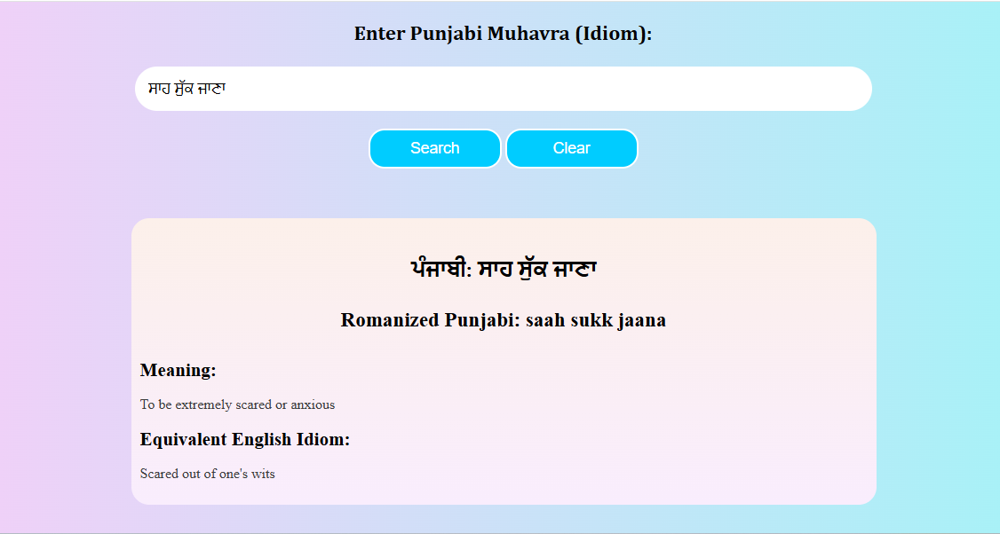 Enter Punjabi Muhavra (Idiom):
ਸਾਹ ਸੁੱਕ ਜਾਣਾ
Search Clear
ਪੰਜਾਬੀ: ਸਾਹ ਸੁੱਕ ਜਾਣਾ
Romanized Punjabi: saah sukk jaana
Meaning:
To be extremely scared or anxious
Equivalent English Idiom:
Scared out of one's wits